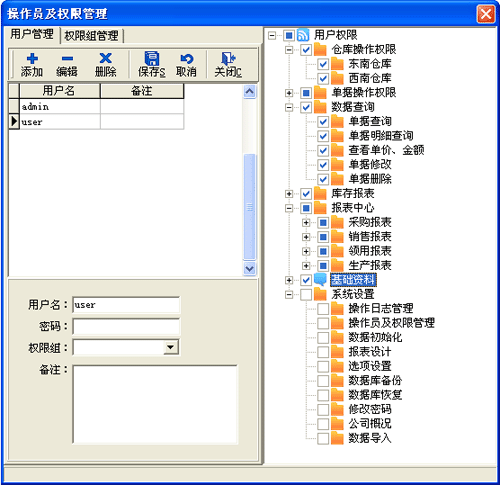 操作员及权限管理
用户管理 权限组管理
添加 编辑 删除 保存S 取消 关闭C
用户名 备注
admin
user
用户名： user
密码：
权限组：
备注：
用户权限
仓库操作权限
东南仓库
西南仓库
单据操作权限
数据查询
单据查询
单据明细查询
查看单价、金额
单据修改
单据删除
库存报表
报表中心
采购报表
销售报表
领用报表
生产报表
基础资料
系统设置
操作日志管理
操作员及权限管理
数据初始化
报表设计
选项设置
数据库备份
数据库恢复
修改密码
公司概况
数据导入